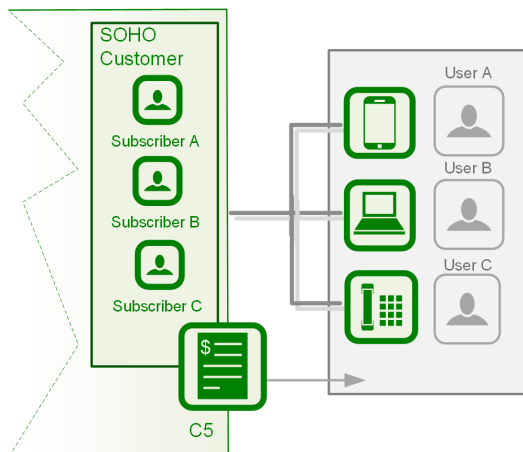 SOHO
Customer
Subscriber A
Subscriber B
Subscriber C
$
C5
User A
User B
User C